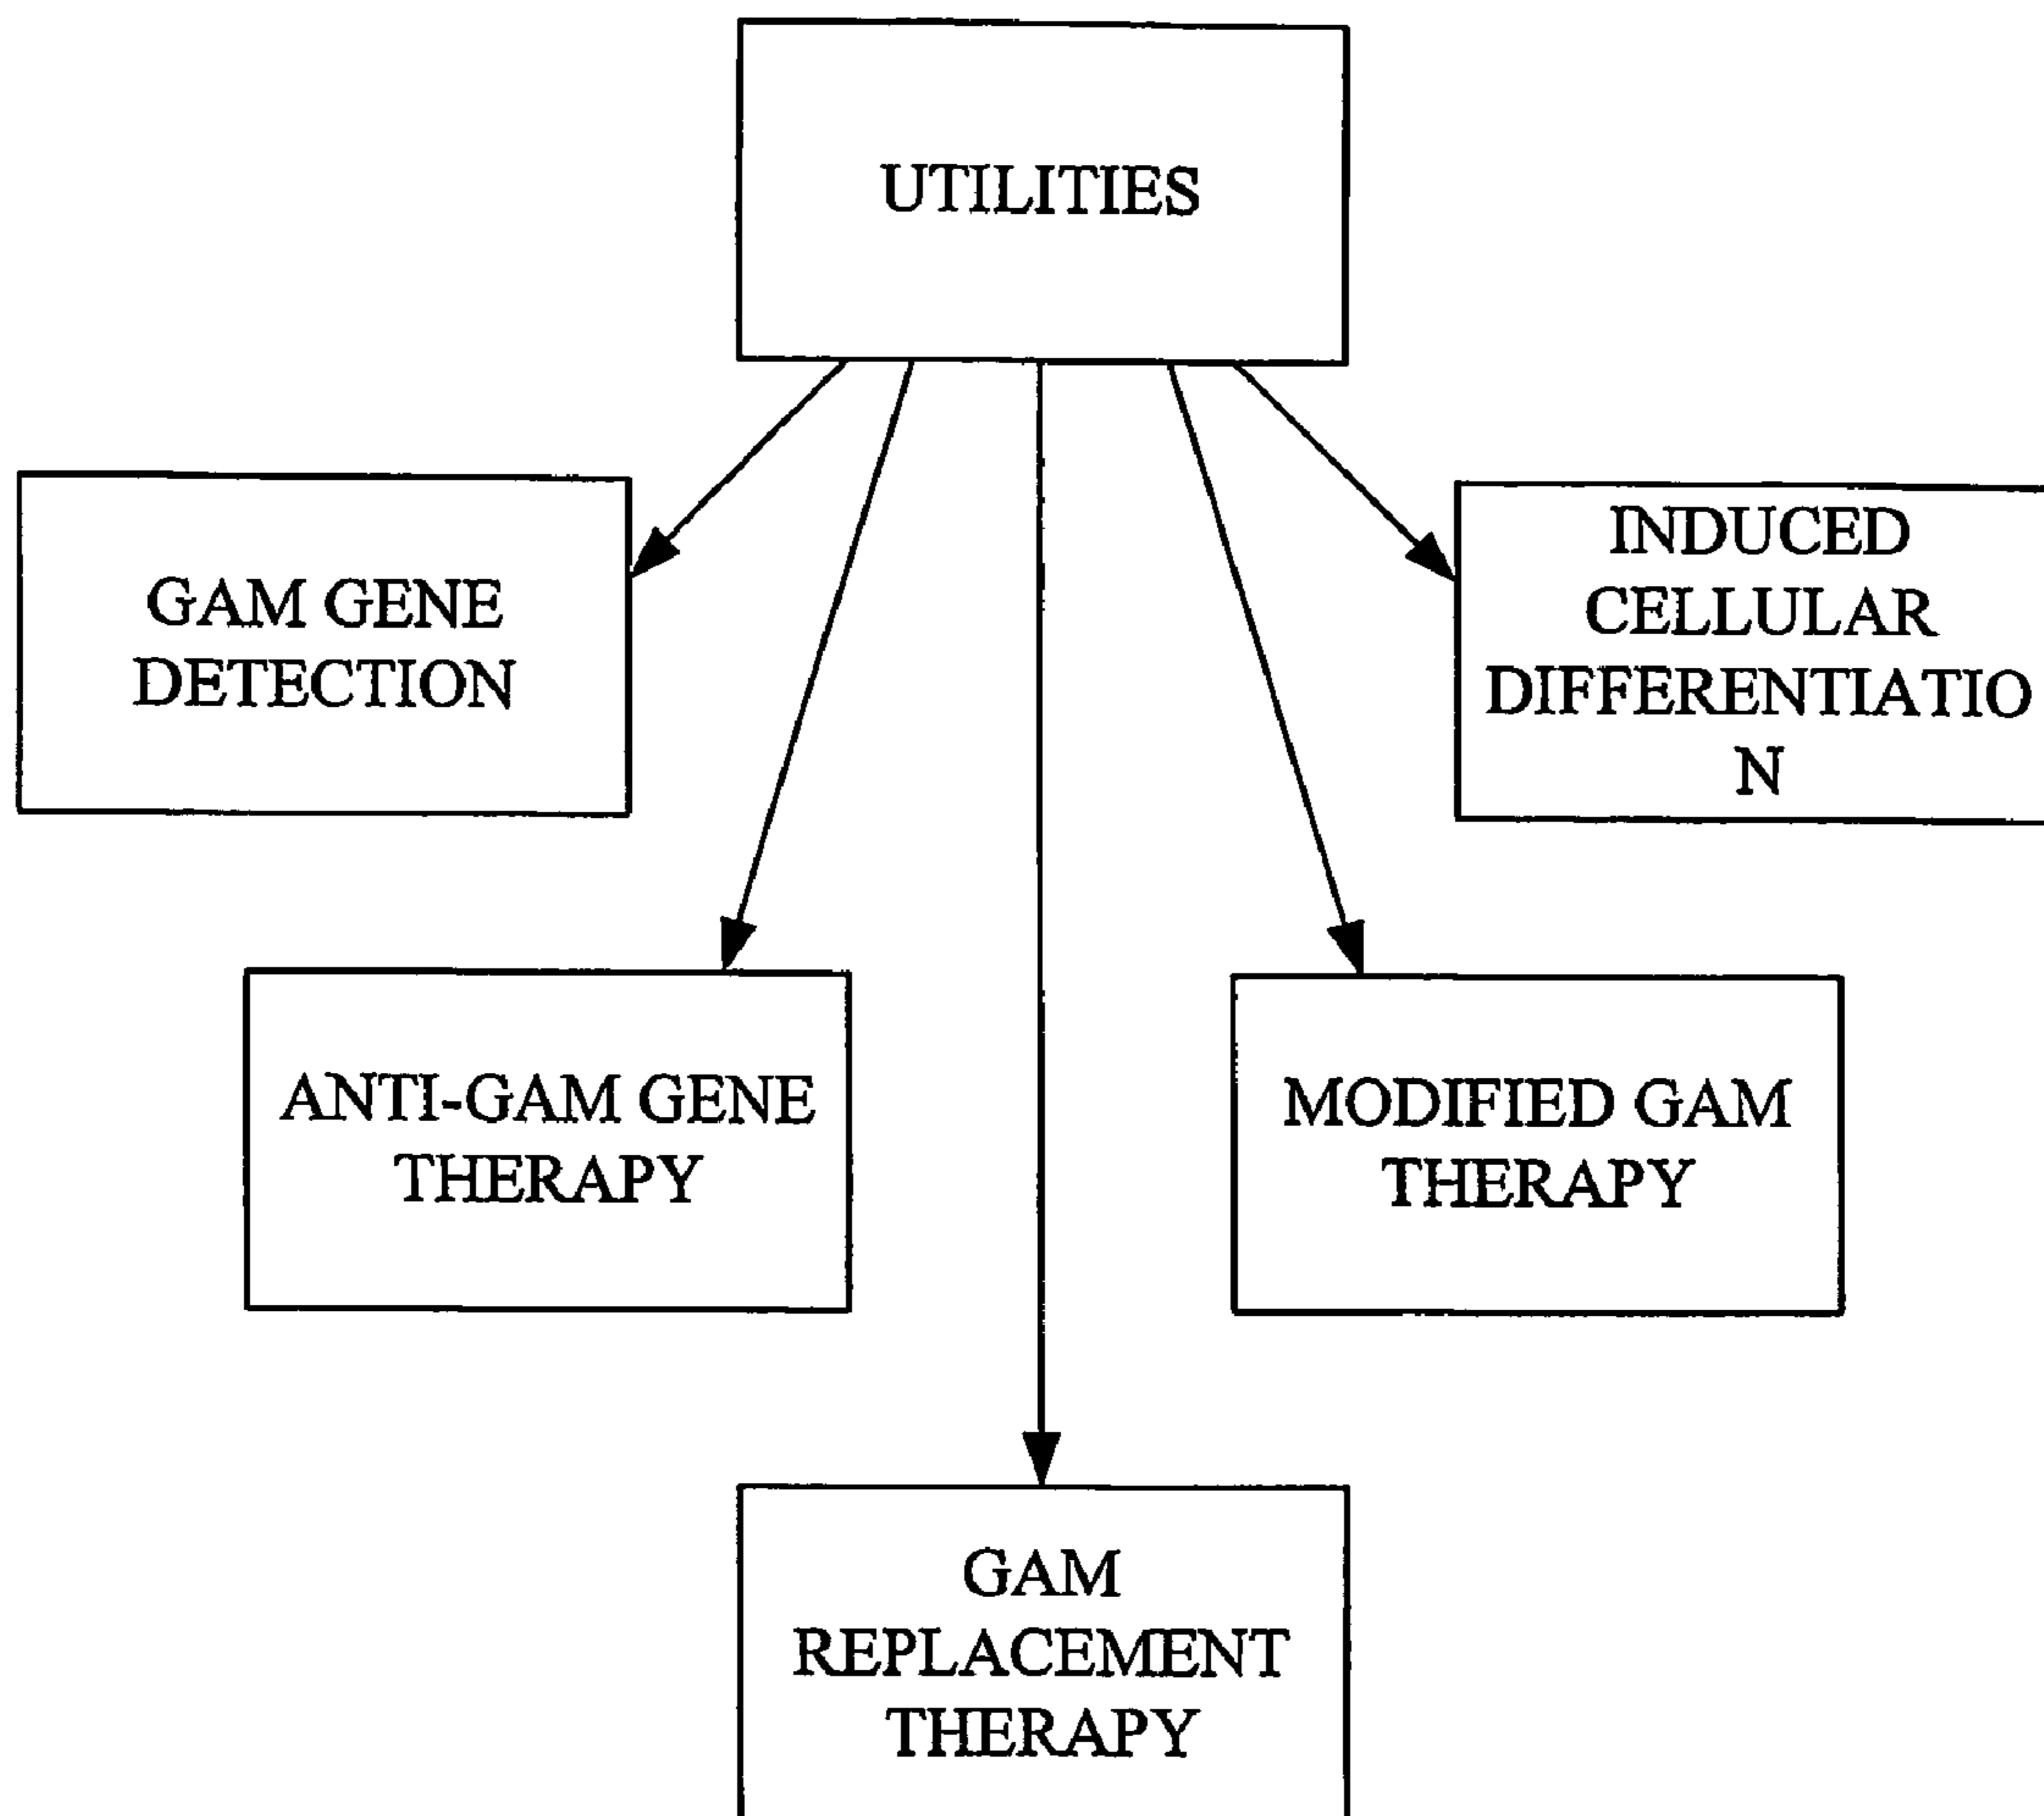 UTILITIES
GAM GENE
DETECTION
INDUCED
CELLULAR
DIFFERENTIATIO
N
ANTI-GAM GENE
THERAPY
MODIFIED GAM
THERAPY
GAM
REPLACEMENT
THERAPY